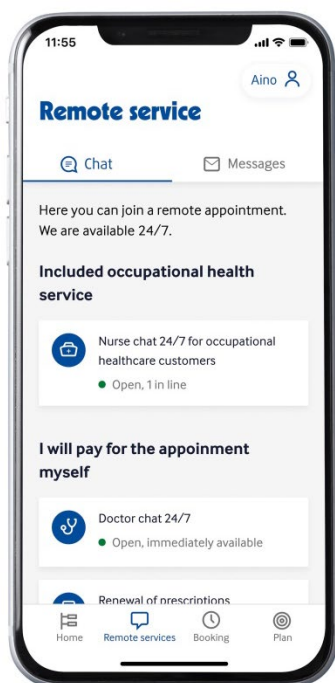 11:55
Aino
Remote service
Chat
Messages
Here you can join a remote appointment.
We are available 24/7.
Included occupational health
service
Nurse chat 24/7 for occupational
healthcare customers
Open, 1 in line
I will pay for the appoinment
myself
Doctor chat 24/7
Open, immediately available
Renewal of prescriptions
Home
Remote services
Booking
Plan